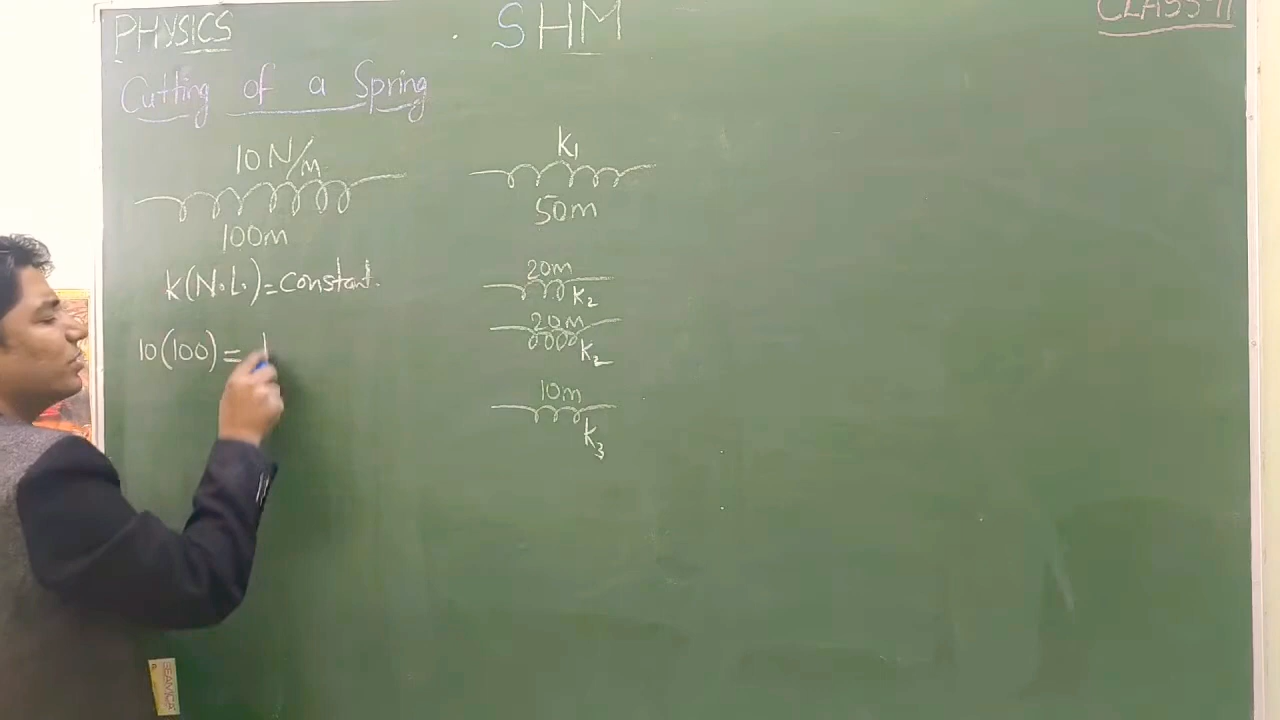 PHYSICS
SHM
CLASS-11
Cutting of a Spring
10 N/m
100m
k(N.L.)=constant.
10(100) =
k1
50m
20m
k2
20m
k2
10m
k3